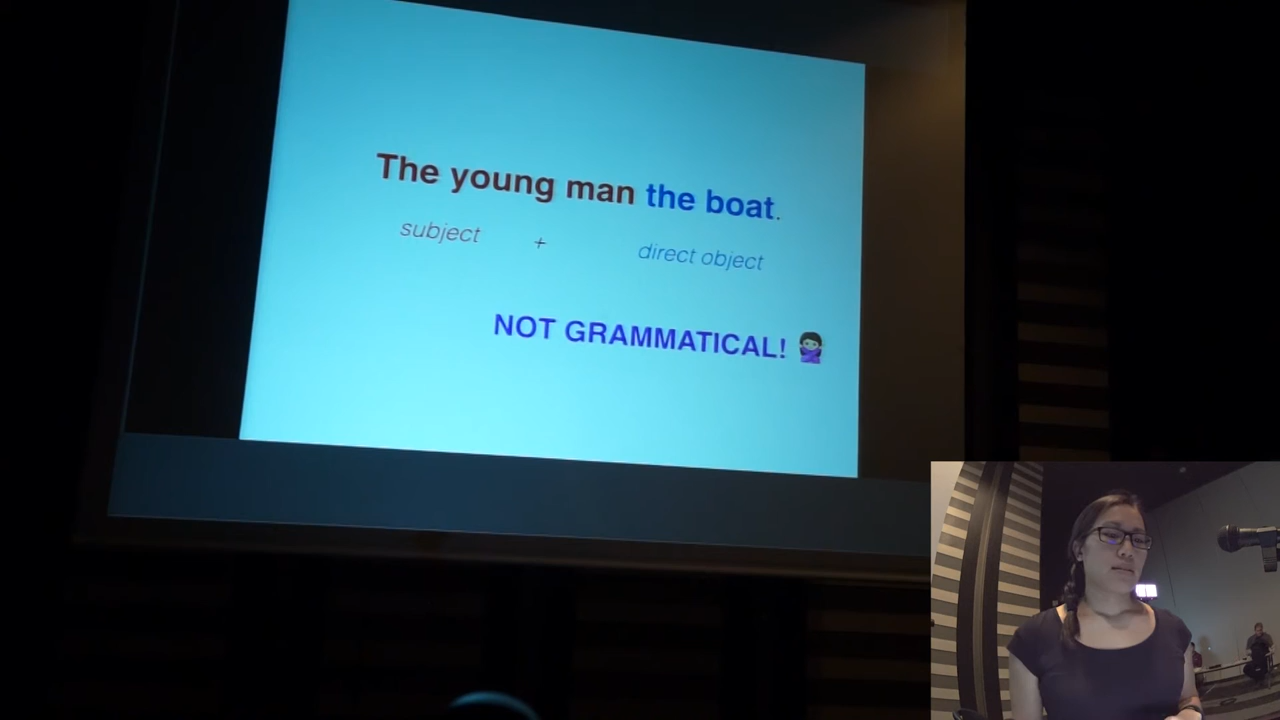 The young man the boat.
subject + direct object
NOT GRAMMATICAL! 🙅